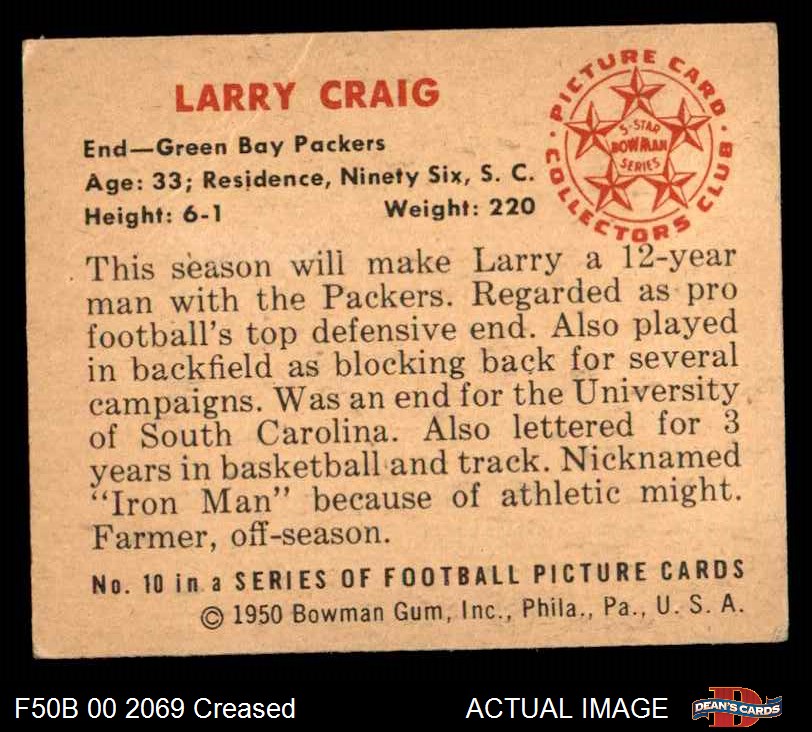 LARRY CRAIG
End—Green Bay Packers
Age: 33; Residence, Ninety Six, S. C.
Height: 6-1 Weight: 220
PICTURE CARD
COLLECTORS CLUB
5-STAR
BOWMAN
SERIES
This season will make Larry a 12-year
man with the Packers. Regarded as pro
football's top defensive end. Also played
in backfield as blocking back for several
campaigns. Was an end for the University
of South Carolina. Also lettered for 3
years in basketball and track. Nicknamed
"Iron Man" because of athletic might.
Farmer, off-season.
No. 10 in a SERIES OF FOOTBALL PICTURE CARDS
© 1950 Bowman Gum, Inc., Phila., Pa., U. S. A.
F50B 00 2069 Creased ACTUAL IMAGE
D
DEAN'S CARDS